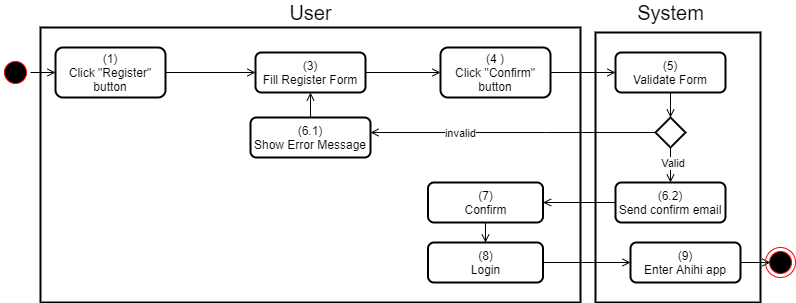 User
System
(1)
Click "Register"
button
(3)
Fill Register Form
(4 )
Click "Confirm"
button
(5)
Validate Form
(6.1)
Show Error Message
invalid
Valid
(7)
Confirm
(6.2)
Send confirm email
(8)
Login
(9)
Enter Ahihi app